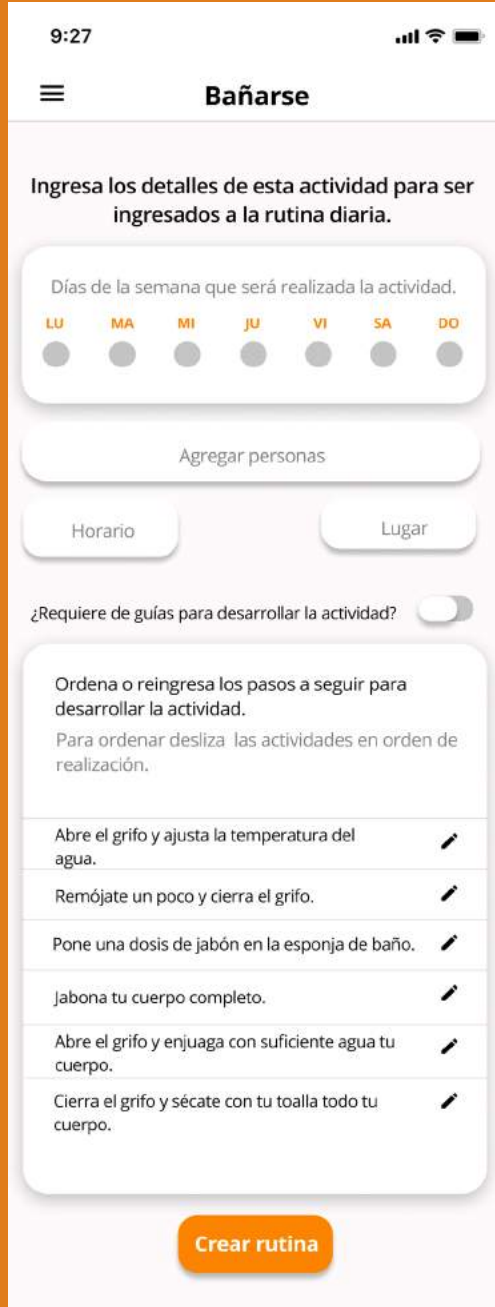 9:27
Bañarse
Ingresa los detalles de esta actividad para ser
ingresados a la rutina diaria.
Días de la semana que será realizada la actividad.
LU MA MI JU VI SA DO
Agregar personas
Horario
Lugar
¿Requiere de guías para desarrollar la actividad?
Ordena o reingresa los pasos a seguir para
desarrollar la actividad.
Para ordenar desliza las actividades en orden de
realización.
Abre el grifo y ajusta la temperatura del
agua.
Remójate un poco y cierra el grifo.
Pone una dosis de jabón en la esponja de baño.
Jabona tu cuerpo completo.
Abre el grifo y enjuaga con suficiente agua tu
cuerpo.
Cierra el grifo y sécate con tu toalla todo tu
cuerpo.
Crear rutina